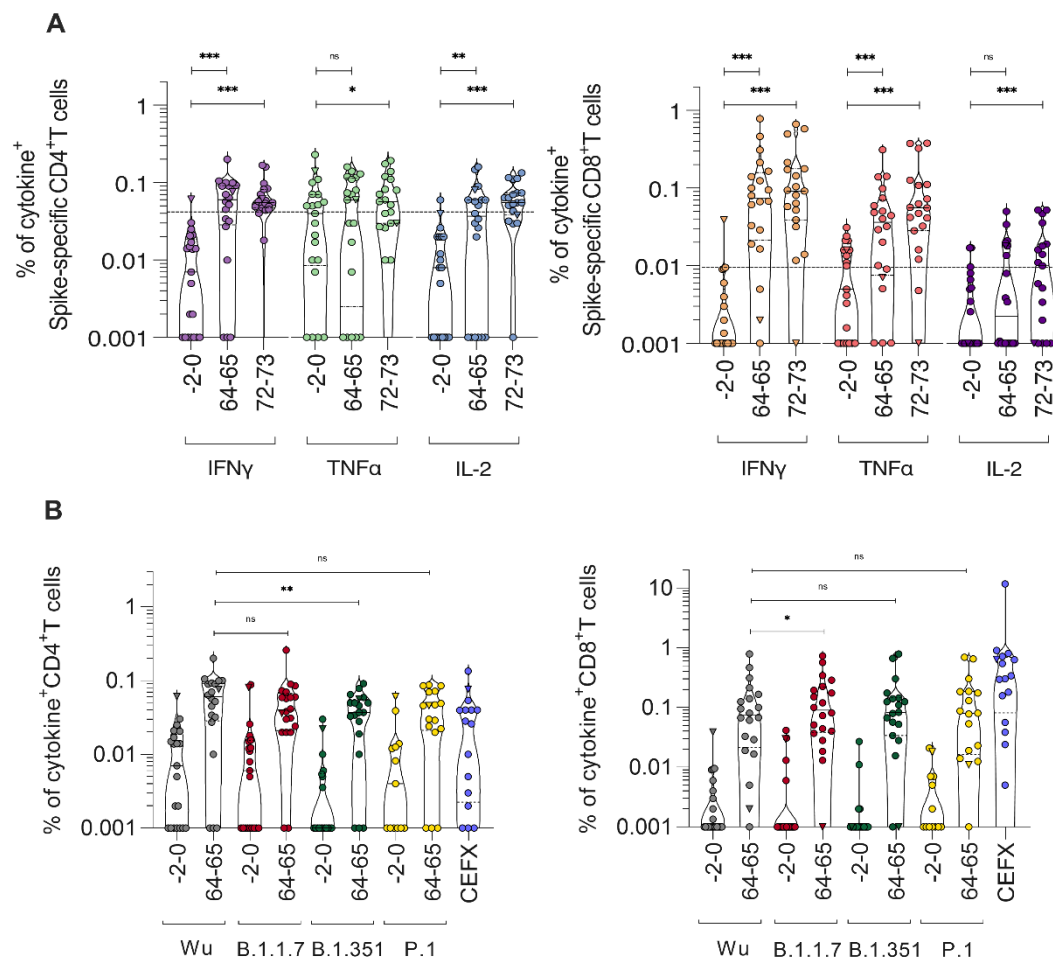 A
% of cytokine⁺
Spike-specific CD4⁺T cells
1
0.1
0.01
0.001
***
***
ns
*
**
***
-2-0
64-65
72-73
-2-0
64-65
72-73
-2-0
64-65
72-73
IFNγ
TNFα
IL-2
% of cytokine⁺
Spike-specific CD8⁺T cells
1
0.1
0.01
0.001
***
***
***
***
ns
***
-2-0
64-65
72-73
-2-0
64-65
72-73
-2-0
64-65
72-73
IFNγ
TNFα
IL-2
B
% of cytokine⁺CD4⁺T cells
1
0.1
0.01
0.001
ns
**
ns
-2-0
64-65
-2-0
64-65
-2-0
64-65
-2-0
64-65
CEFX
Wu
B.1.1.7
B.1.351
P.1
% of cytokine⁺CD8⁺T cells
10
1
0.1
0.01
0.001
ns
ns
*
-2-0
64-65
-2-0
64-65
-2-0
64-65
-2-0
64-65
CEFX
Wu
B.1.1.7
B.1.351
P.1